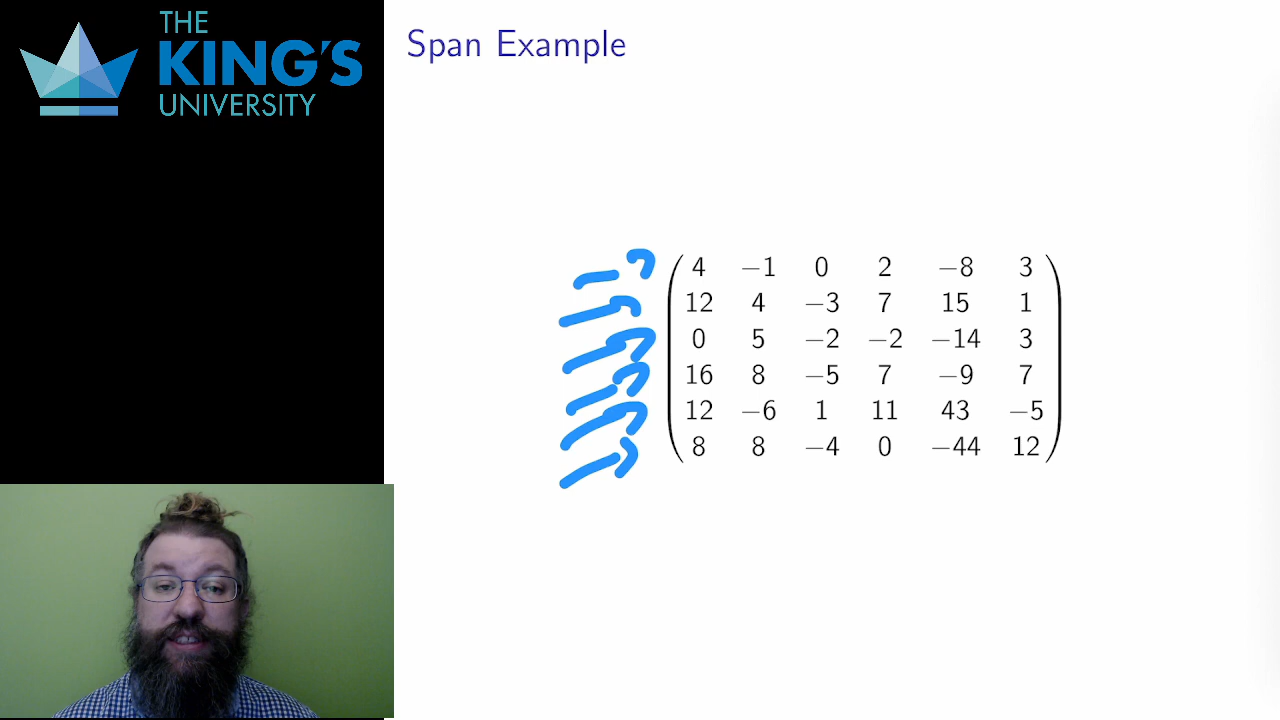 THE
KING'S
UNIVERSITY
Span Example
4 −1 0 2 −8 3
12 4 −3 7 15 1
0 5 −2 −2 −14 3
16 8 −5 7 −9 7
12 −6 1 11 43 −5
8 8 −4 0 −44 12